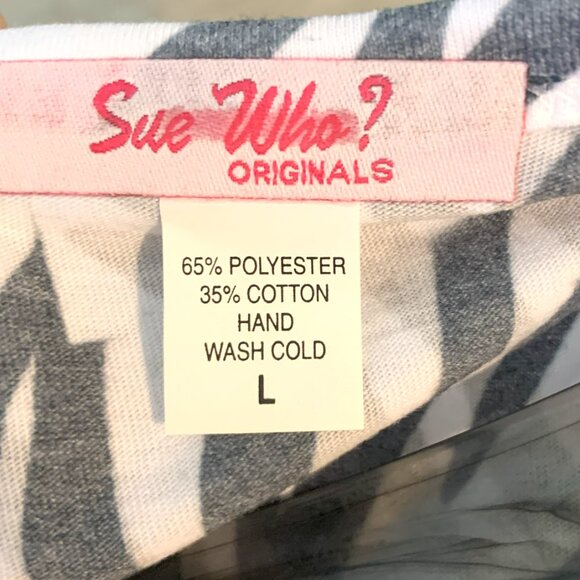 Sue Who?
ORIGINALS
65% POLYESTER
35% COTTON
HAND
WASH COLD
L